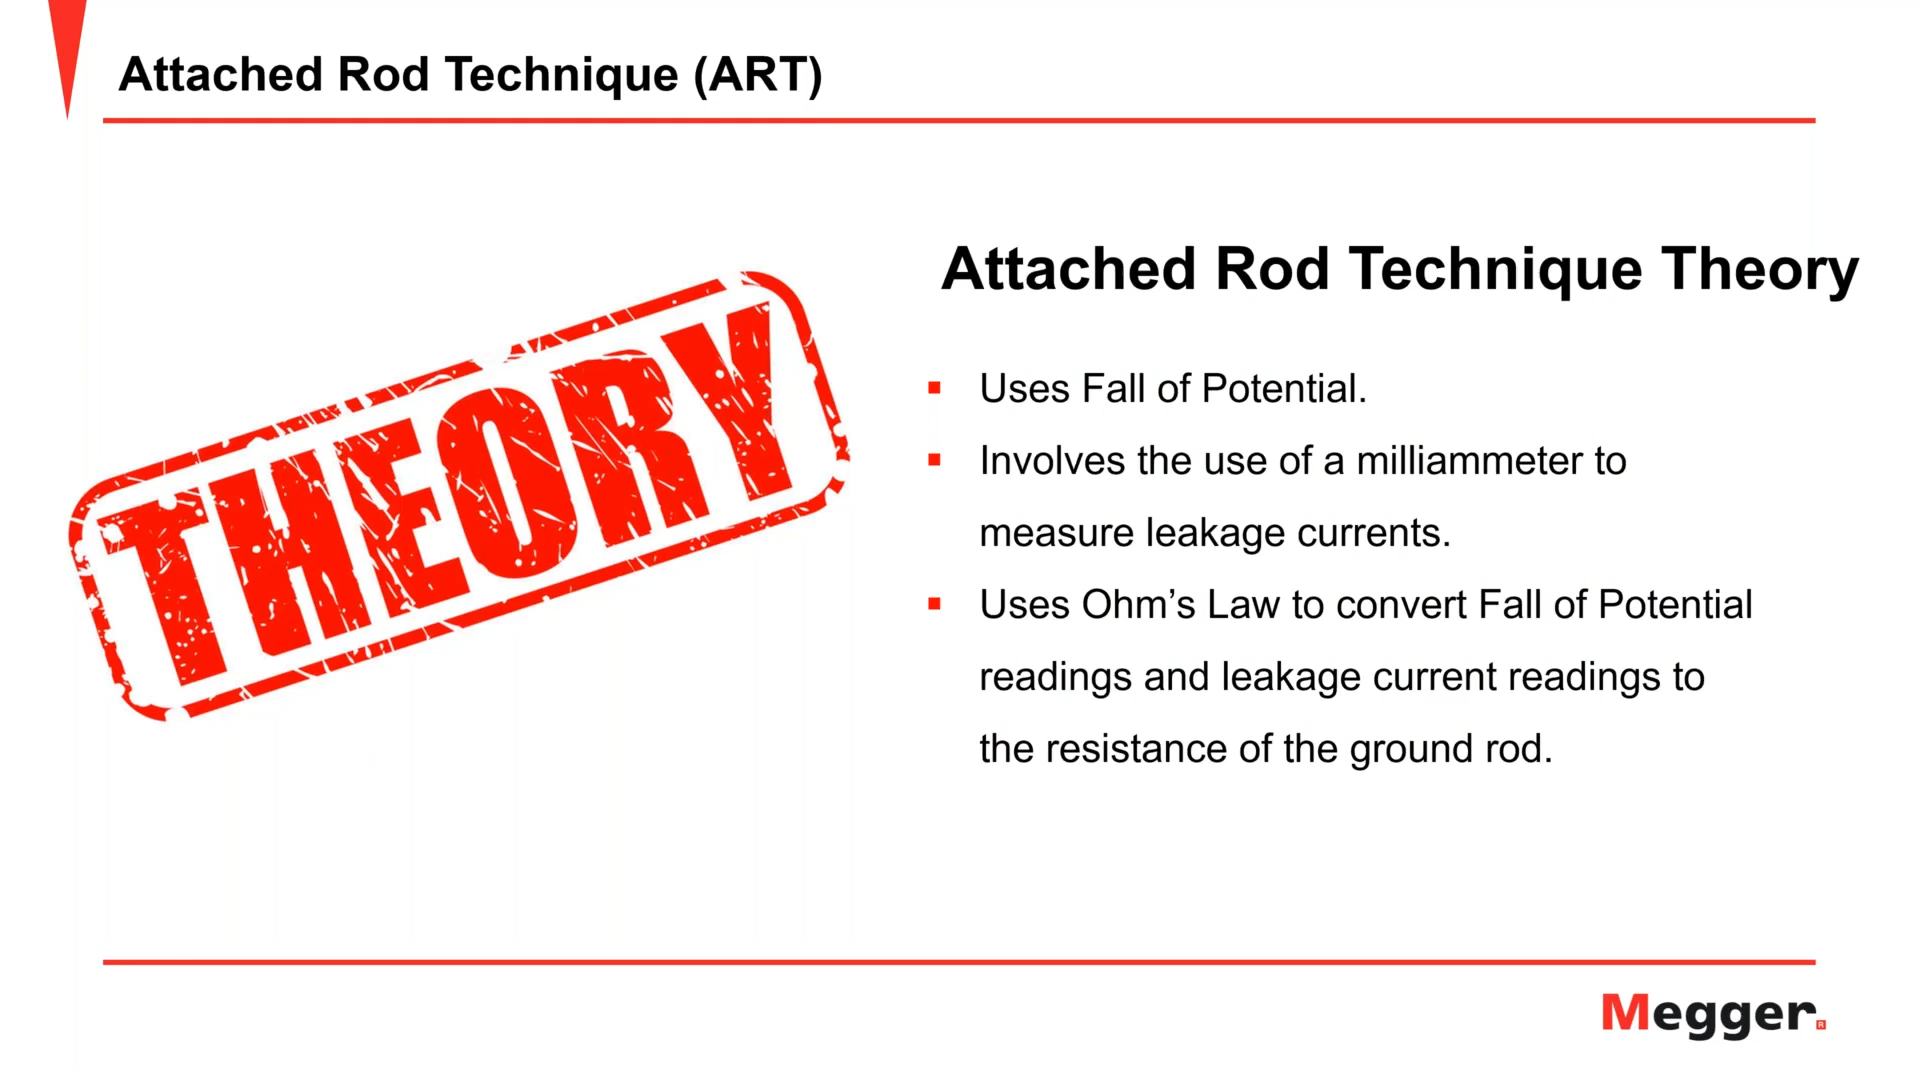 Attached Rod Technique (ART)
THEORY
Attached Rod Technique Theory
▪ Uses Fall of Potential.
▪ Involves the use of a milliammeter to
measure leakage currents.
▪ Uses Ohm’s Law to convert Fall of Potential
readings and leakage current readings to
the resistance of the ground rod.
Megger®